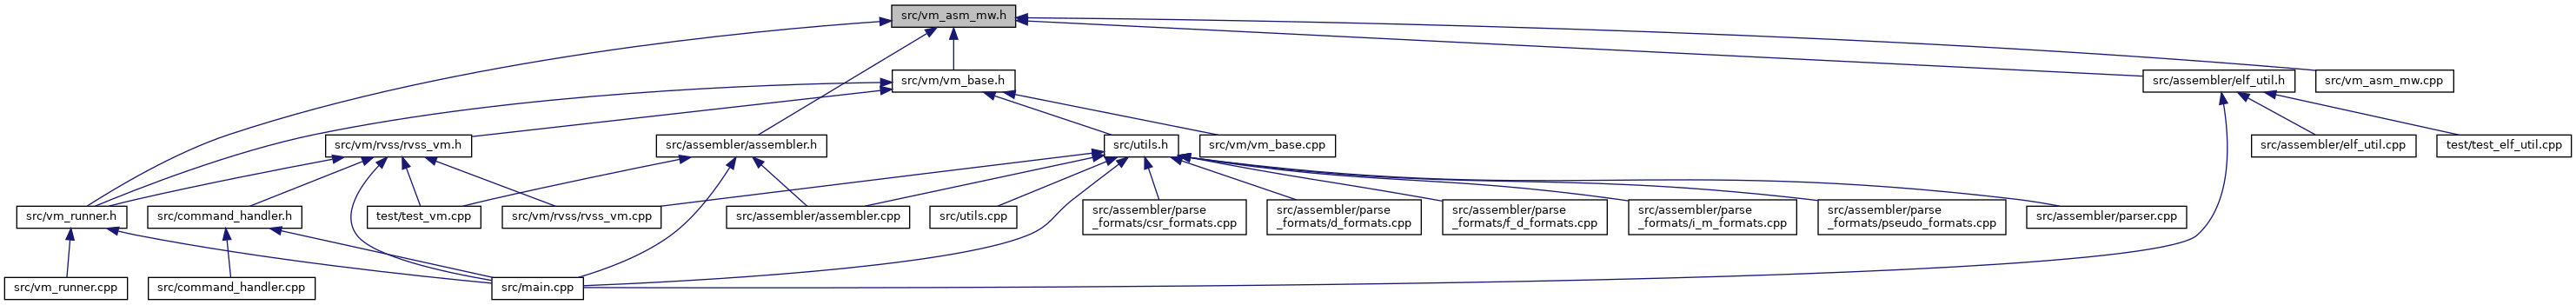 src/vm_asm_mw.h
src/vm/vm_base.h
src/assembler/elf_util.h
src/vm_asm_mw.cpp
src/vm/rvss/rvss_vm.h
src/assembler/assembler.h
src/utils.h
src/vm/vm_base.cpp
src/assembler/elf_util.cpp
test/test_elf_util.cpp
src/vm_runner.h
src/command_handler.h
test/test_vm.cpp
src/vm/rvss/rvss_vm.cpp
src/assembler/assembler.cpp
src/utils.cpp
src/assembler/parse
_formats/csr_formats.cpp
src/assembler/parse
_formats/d_formats.cpp
src/assembler/parse
_formats/f_d_formats.cpp
src/assembler/parse
_formats/i_m_formats.cpp
src/assembler/parse
_formats/pseudo_formats.cpp
src/assembler/parser.cpp
src/vm_runner.cpp
src/command_handler.cpp
src/main.cpp